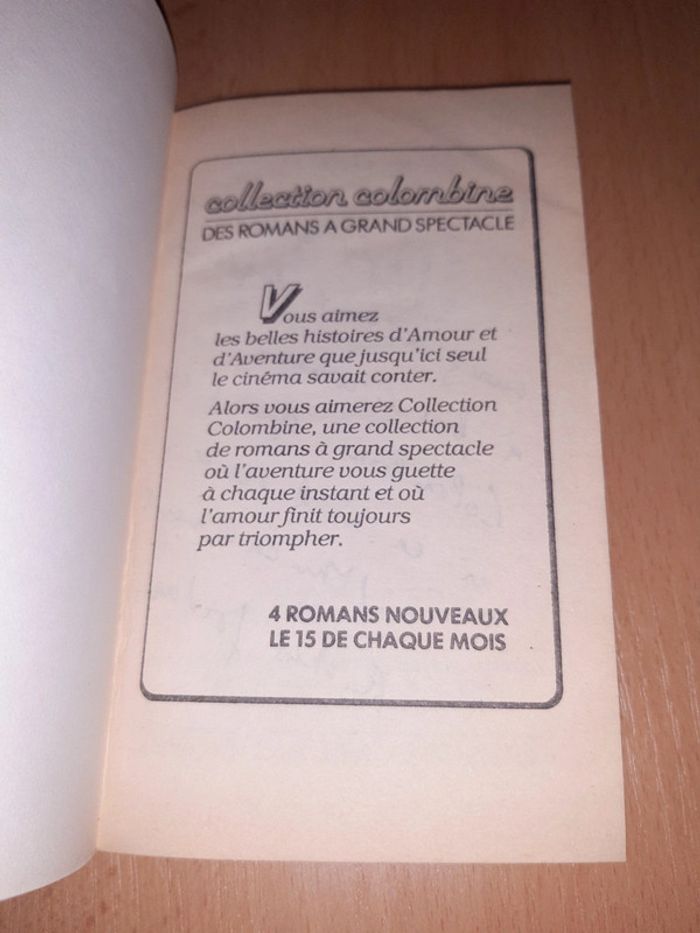 collection colombine
DES ROMANS A GRAND SPECTACLE
Vous aimez
les belles histoires d'Amour et
d'Aventure que jusqu'ici seul
le cinéma savait conter.
Alors vous aimerez Collection
Colombine, une collection
de romans à grand spectacle
où l'aventure vous guette
à chaque instant et où
l'amour finit toujours
par triompher.
4 ROMANS NOUVEAUX
LE 15 DE CHAQUE MOIS